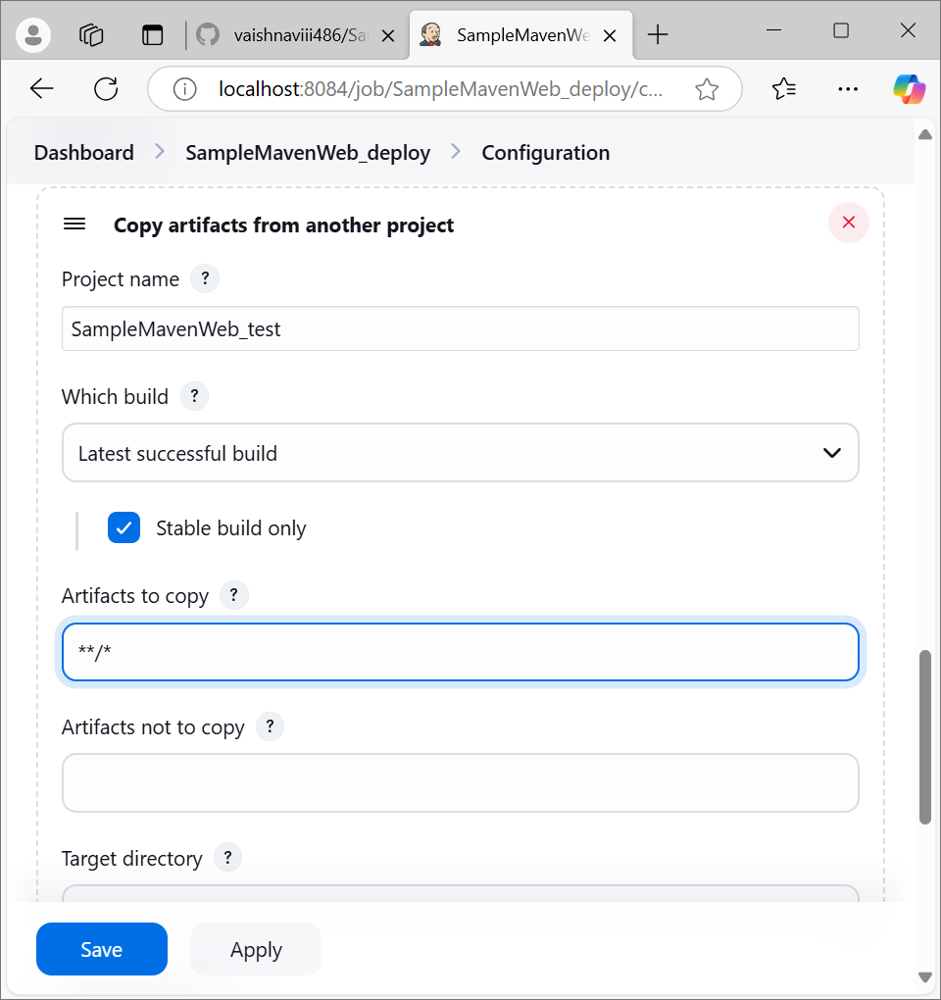 vaishnaviii486/Sa
SampleMavenWe
localhost:8084/job/SampleMavenWeb_deploy/c...
Dashboard > SampleMavenWeb_deploy > Configuration
Copy artifacts from another project
Project name ?
SampleMavenWeb_test
Which build ?
Latest successful build
Stable build only
Artifacts to copy ?
**/*
Artifacts not to copy ?
Target directory ?
Save Apply